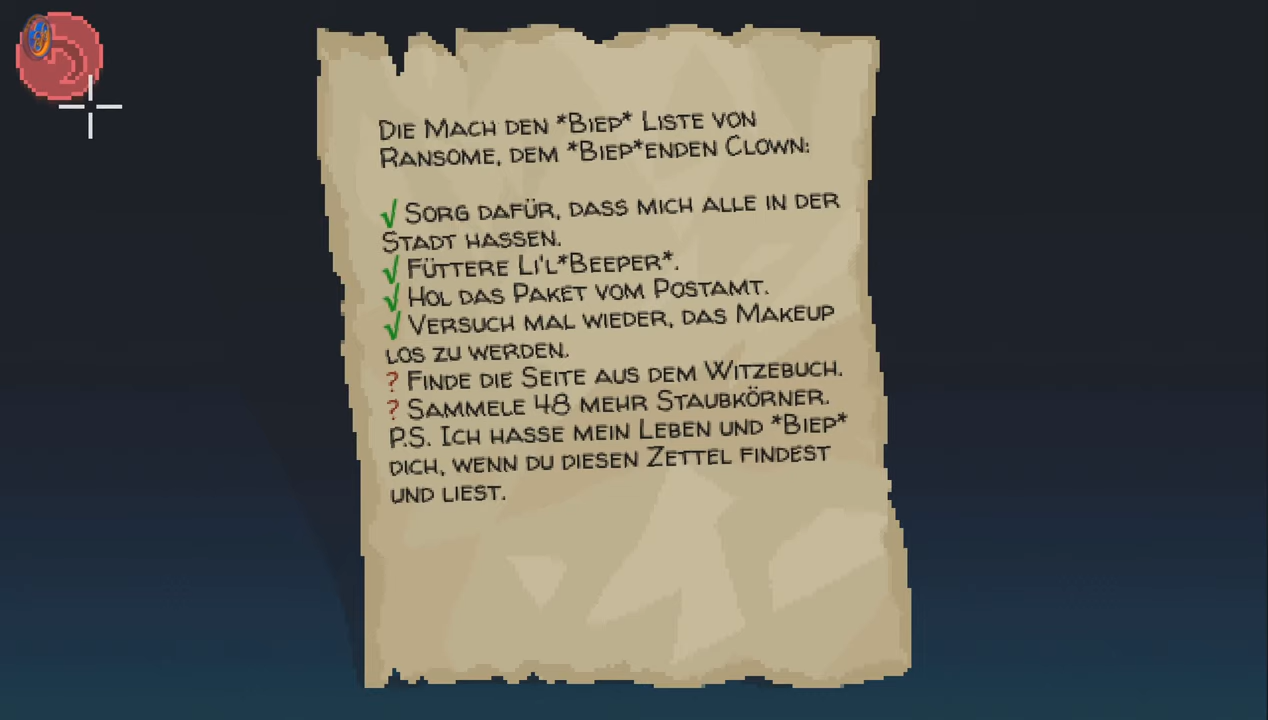 Die Mach den *Biep* Liste von
Ransome, dem *Biep*enden Clown:
√ Sorg dafür, dass mich alle in der
Stadt hassen.
√ Füttere Li'l*Beeper*.
√ Hol das Paket vom Postamt.
√ Versuch mal wieder, das Makeup
los zu werden.
? Finde die Seite aus dem Witzebuch.
? Sammele 48 mehr Staubkörner.
P.S. Ich hasse mein Leben und *Biep*
dich, wenn du diesen Zettel findest
und liest.